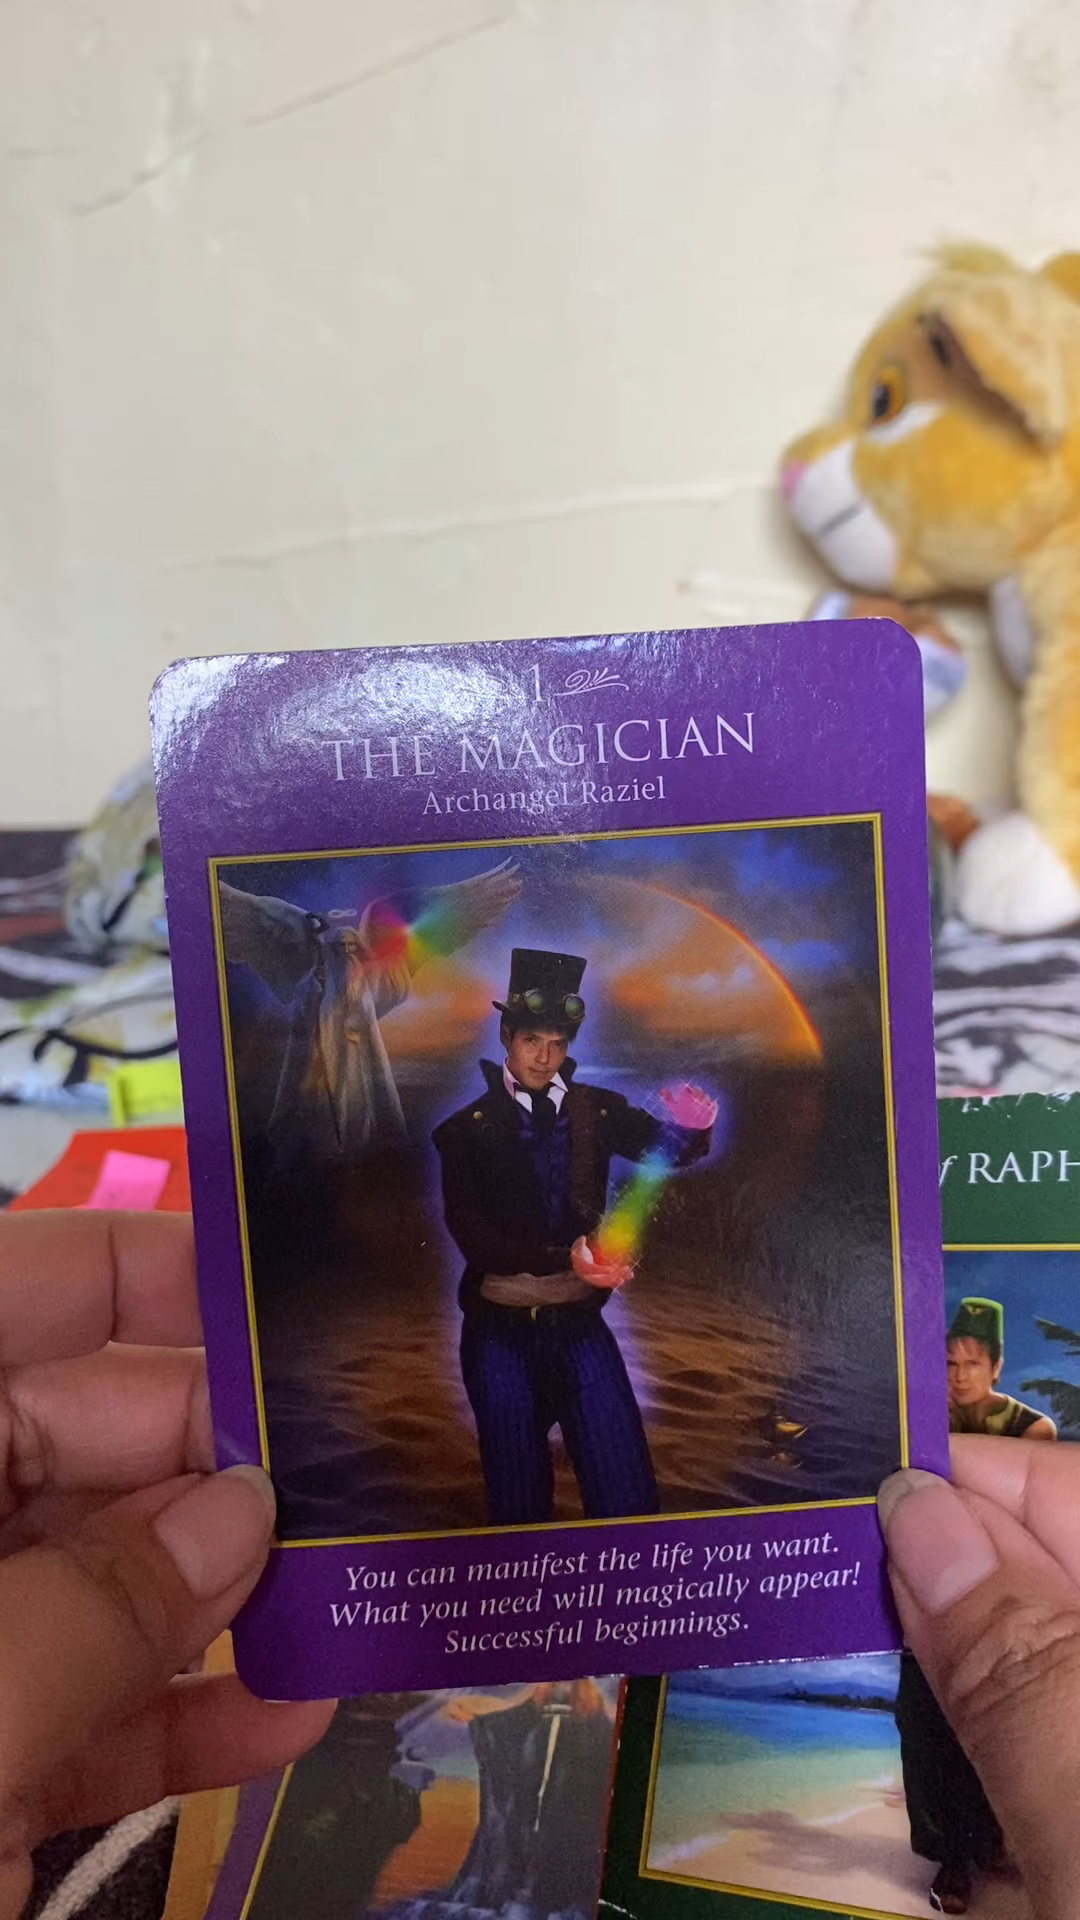 1
THE MAGICIAN
Archangel Raziel
of RAPH
You can manifest the life you want.
What you need will magically appear!
Successful beginnings.